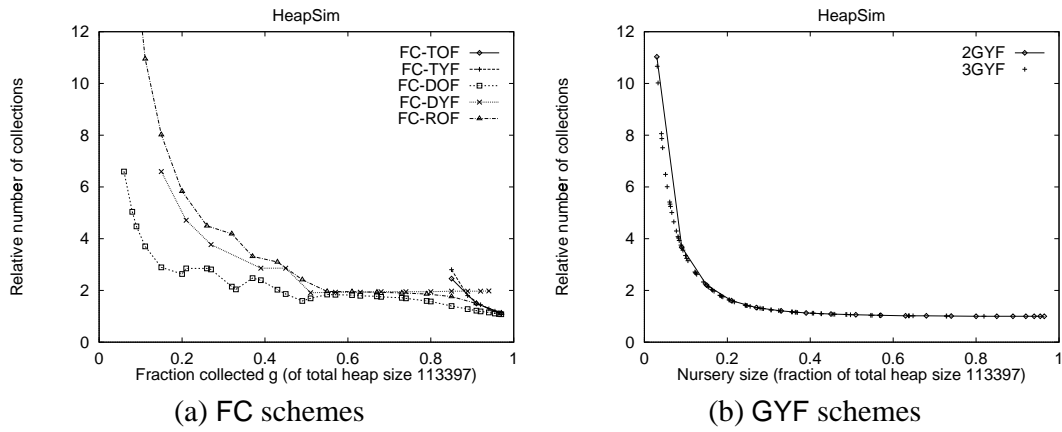 HeapSim
12
10
8
6
4
2
0
0 0.2 0.4 0.6 0.8 1
Relative number of collections
Fraction collected g (of total heap size 113397)
FC-TOF
FC-TYF
FC-DOF
FC-DYF
FC-ROF
(a) FC schemes
HeapSim
12
10
8
6
4
2
0
0 0.2 0.4 0.6 0.8 1
Relative number of collections
Nursery size (fraction of total heap size 113397)
2GYF
3GYF
(b) GYF schemes